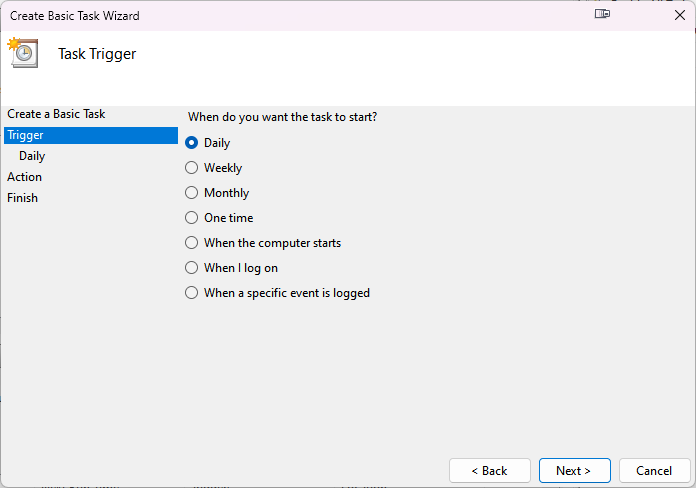 Create Basic Task Wizard
Task Trigger
Create a Basic Task
Trigger
Daily
Action
Finish
When do you want the task to start?
Daily
Weekly
Monthly
One time
When the computer starts
When I log on
When a specific event is logged
< Back
Next >
Cancel